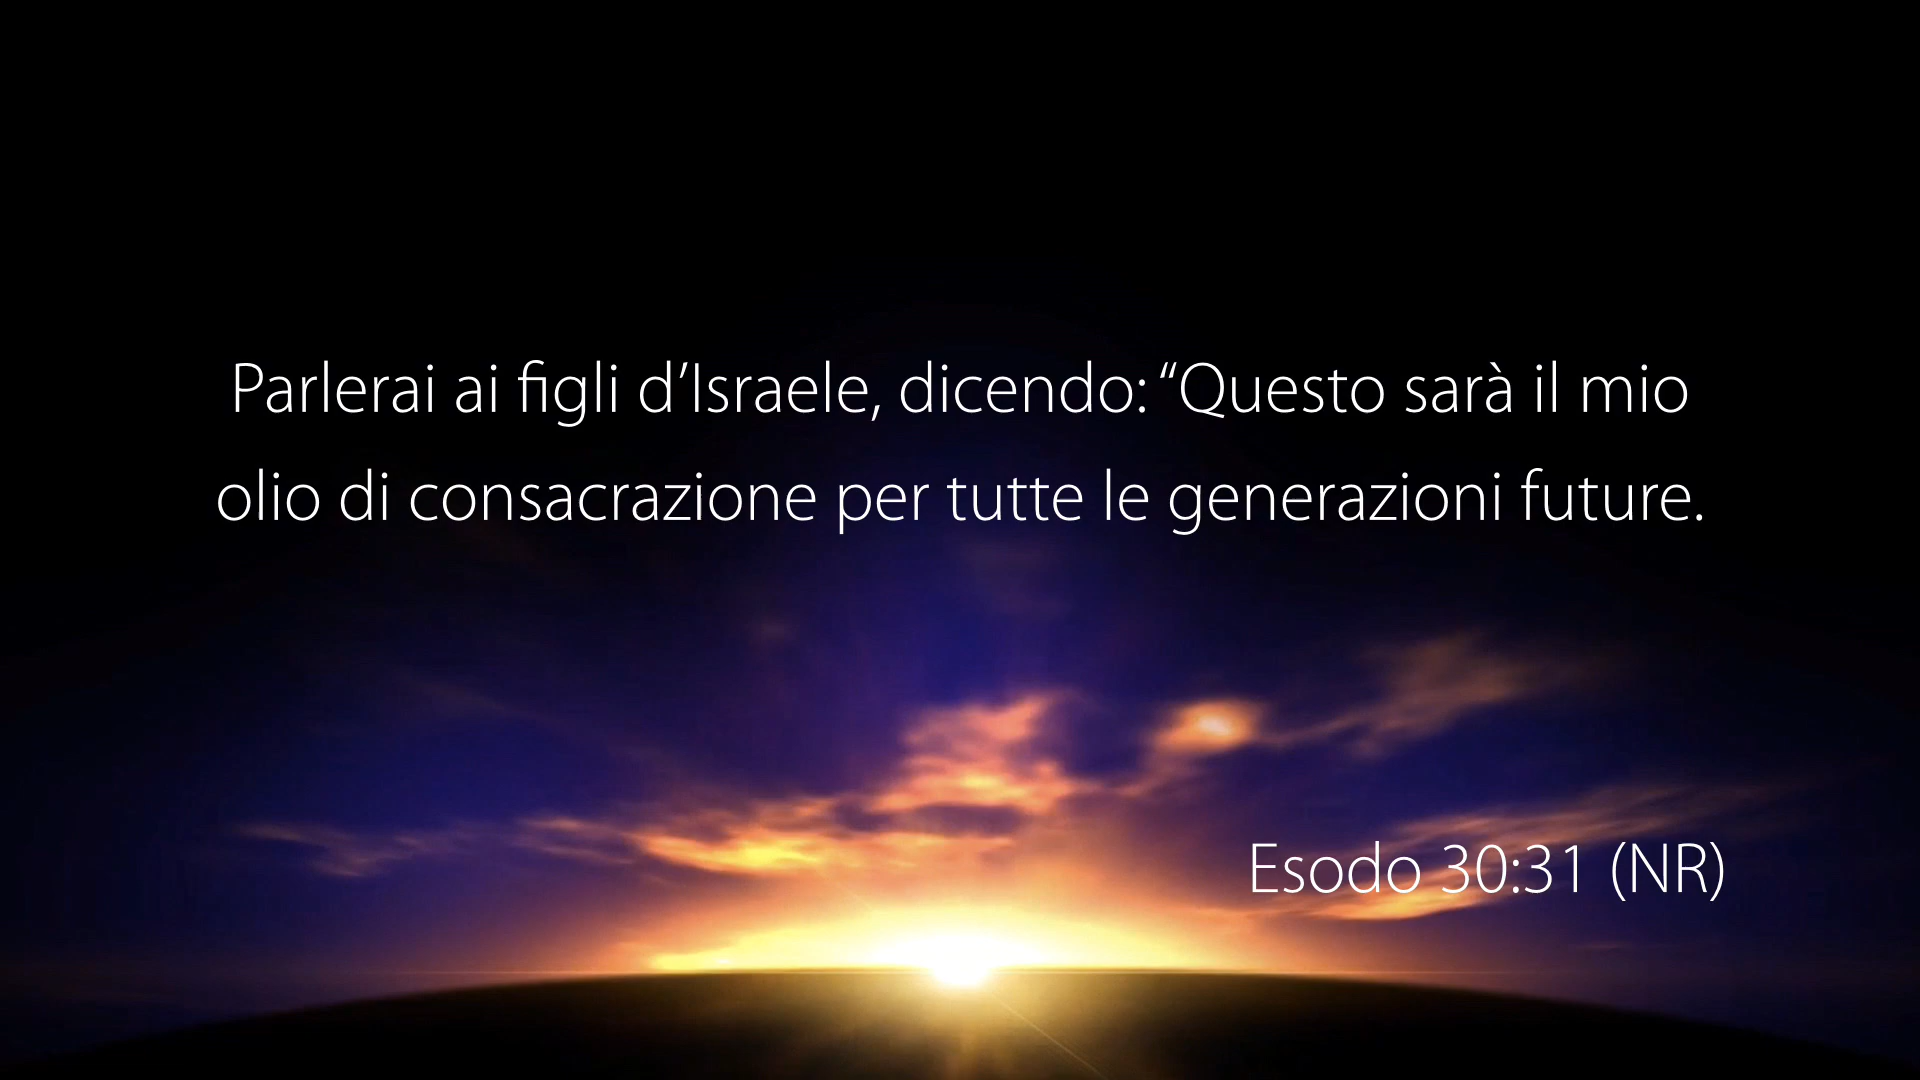 Parlerai ai figli d’Israele, dicendo: “Questo sarà il mio
olio di consacrazione per tutte le generazioni future.
Esodo 30:31 (NR)